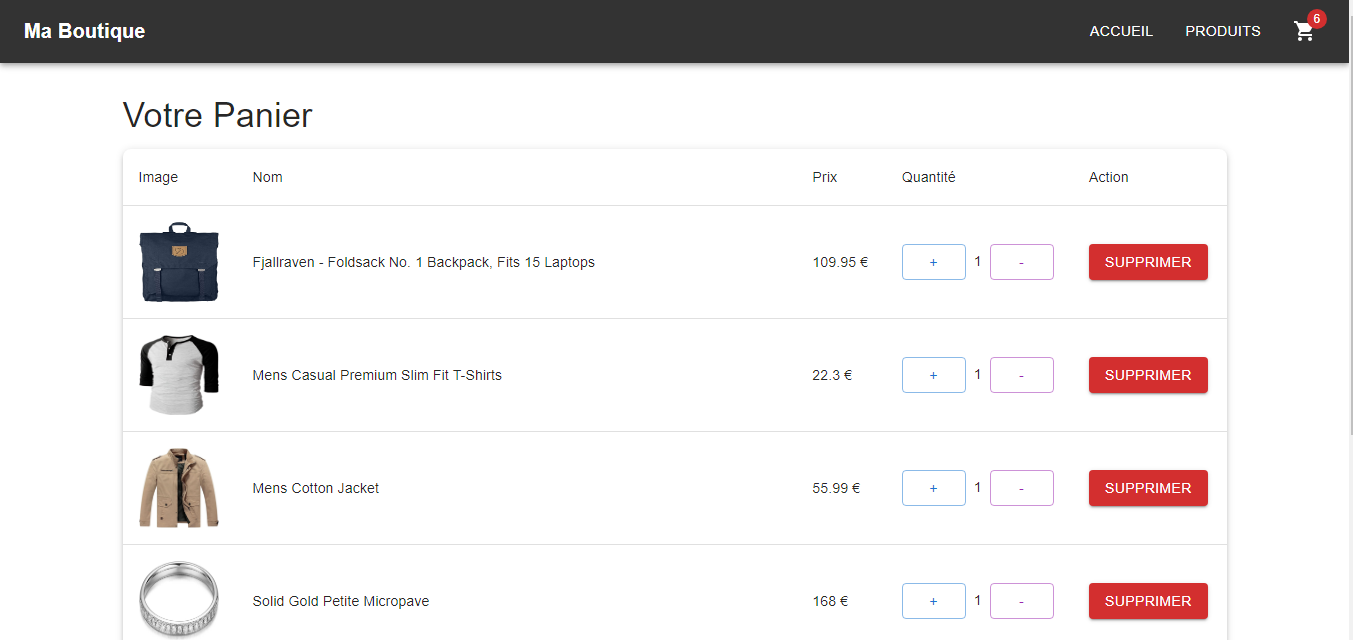 Ma Boutique
ACCUEIL PRODUITS 6
Votre Panier
Image Nom Prix Quantité Action
Fjallraven - Foldsack No. 1 Backpack, Fits 15 Laptops 109.95 € + 1 - SUPPRIMER
Mens Casual Premium Slim Fit T-Shirts 22.3 € + 1 - SUPPRIMER
Mens Cotton Jacket 55.99 € + 1 - SUPPRIMER
Solid Gold Petite Micropave 168 € + 1 - SUPPRIMER